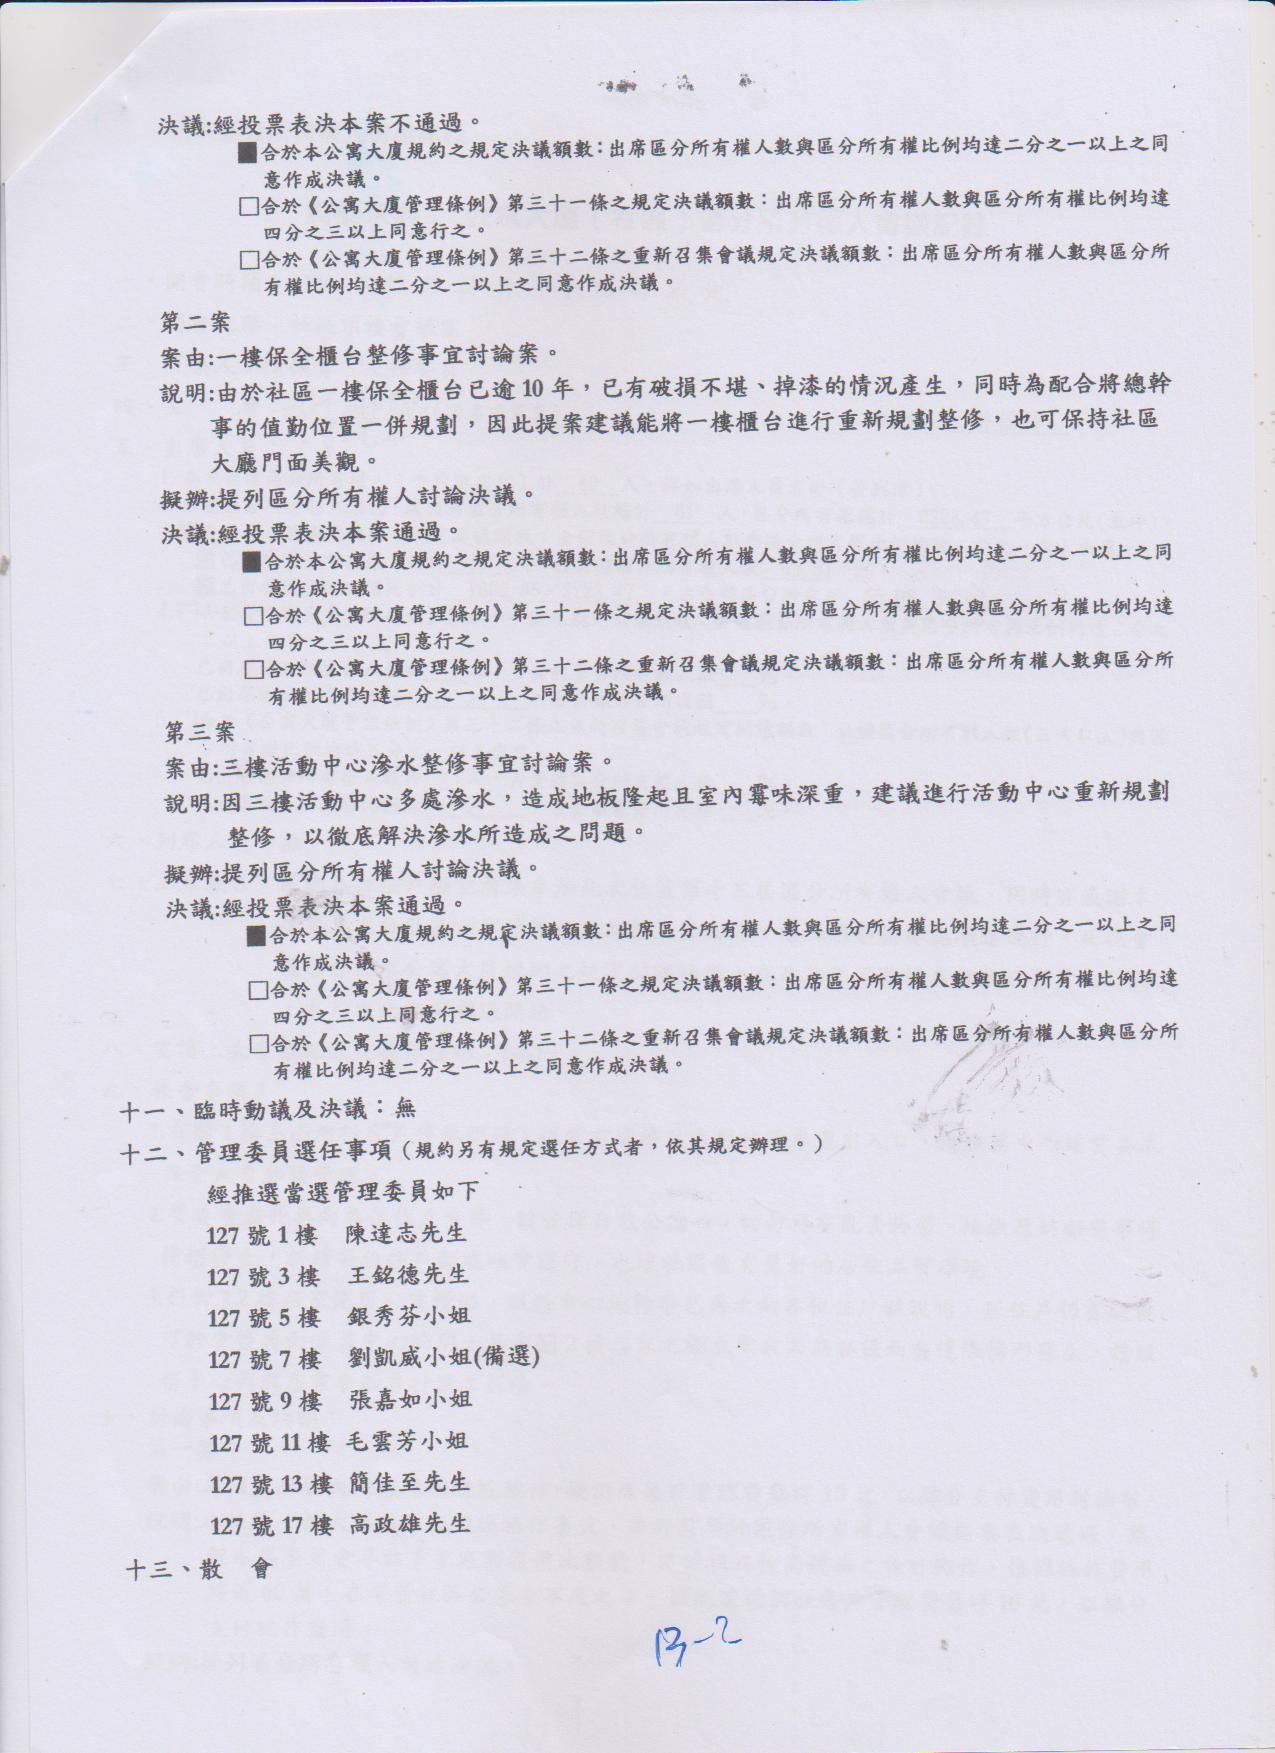 決議:經投票表決本案不通過。
■合於本公寓大廈規約之規定決議額數：出席區分所有權人數與區分所有權比例均達二分之一以上之同
意作成決議。
□合於《公寓大廈管理條例》第三十一條之規定決議額數：出席區分所有權人數與區分所有權比例均達
四分之三以上同意行之。
□合於《公寓大廈管理條例》第三十二條之重新召集會議規定決議額數：出席區分所有權人數與區分所
有權比例均達二分之一以上之同意作成決議。
第二案
案由:一樓保全櫃台整修事宜討論案。
說明:由於社區一樓保全櫃台已逾10年，已有破損不堪、掉漆的情況產生，同時為配合將總幹
事的值勤位置一併規劃，因此提案建議能將一樓櫃台進行重新規劃整修，也可保持社區
大廳門面美觀。
擬辦:提列區分所有權人討論決議。
決議:經投票表決本案通過。
■合於本公寓大廈規約之規定決議額數：出席區分所有權人數與區分所有權比例均達二分之一以上之同
意作成決議。
□合於《公寓大廈管理條例》第三十一條之規定決議額數：出席區分所有權人數與區分所有權比例均達
四分之三以上同意行之。
□合於《公寓大廈管理條例》第三十二條之重新召集會議規定決議額數：出席區分所有權人數與區分所
有權比例均達二分之一以上之同意作成決議。
第三案
案由:三樓活動中心滲水整修事宜討論案。
說明:因三樓活動中心多處滲水，造成地板隆起且室內霉味深重，建議進行活動中心重新規劃
整修，以徹底解決滲水所造成之問題。
擬辦:提列區分所有權人討論決議。
決議:經投票表決本案通過。
■合於本公寓大廈規約之規定決議額數：出席區分所有權人數與區分所有權比例均達二分之一以上之同
意作成決議。
□合於《公寓大廈管理條例》第三十一條之規定決議額數：出席區分所有權人數與區分所有權比例均達
四分之三以上同意行之。
□合於《公寓大廈管理條例》第三十二條之重新召集會議規定決議額數：出席區分所有權人數與區分所
有權比例均達二分之一以上之同意作成決議。
十一、臨時動議及決議：無
十二、管理委員選任事項（規約另有規定選任方式者，依其規定辦理。）
經推選當選管理委員如下
127 號 1 樓 陳達志先生
127 號 3 樓 王銘德先生
127 號 5 樓 銀秀芬小姐
127 號 7 樓 劉凱威小姐(備選)
127 號 9 樓 張嘉如小姐
127 號 11 樓 毛雲芳小姐
127 號 13 樓 簡佳至先生
127 號 17 樓 高政雄先生
十三、散 會